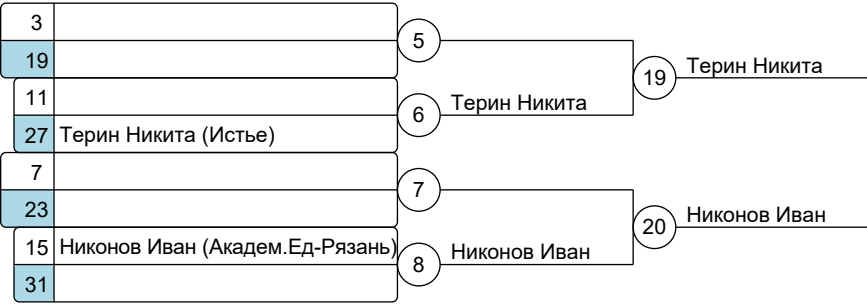 3
19
5
19 Терин Никита
11
27 Терин Никита (Истье)
6 Терин Никита
7
23
7
20 Никонов Иван
15 Никонов Иван (Академ.Ед-Рязань)
31
8 Никонов Иван